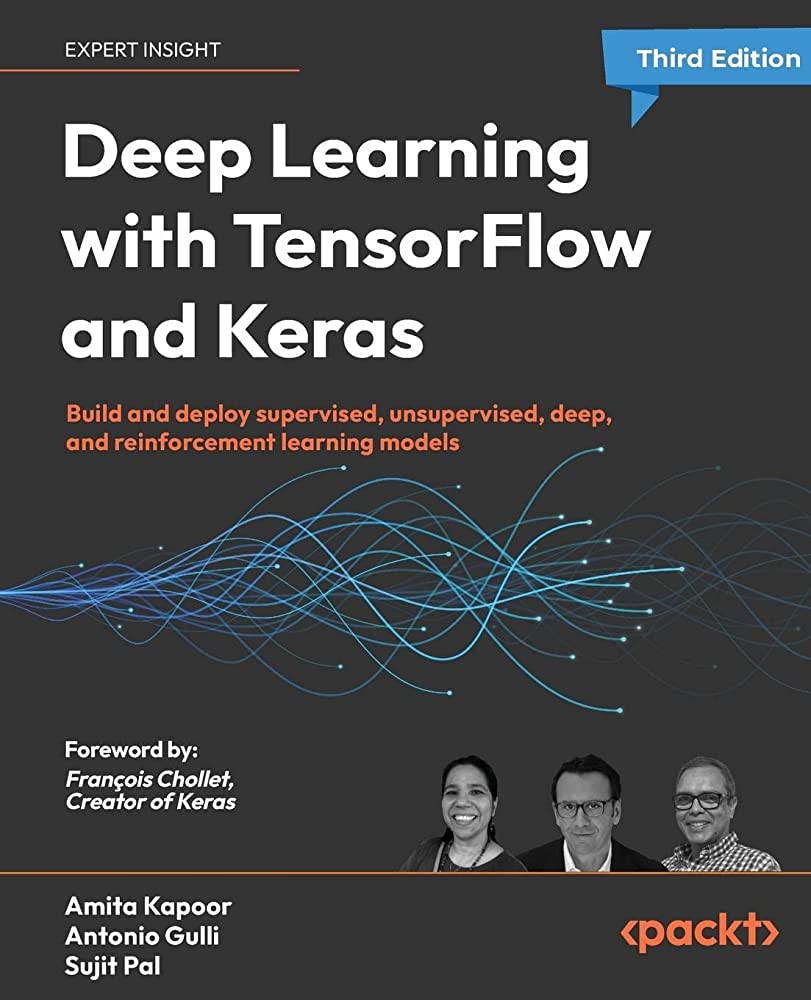 EXPERT INSIGHT
Third Edition
Deep Learning
with TensorFlow
and Keras
Build and deploy supervised, unsupervised, deep,
and reinforcement learning models
Foreword by:
François Chollet,
Creator of Keras
Amita Kapoor
Antonio Gulli
Sujit Pal
<packt>